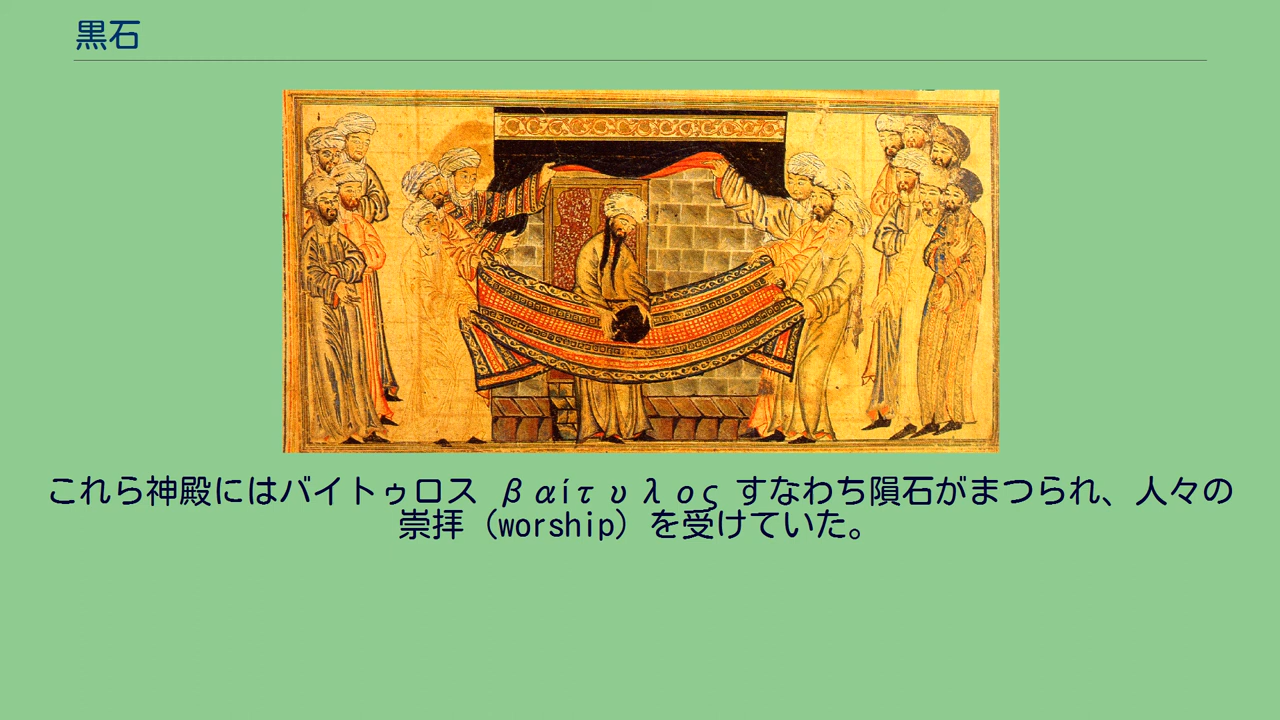 黒石
これら神殿にはバイトゥロス βαίτυλος すなわち隕石がまつられ、人々の
崇拝（worship）を受けていた。